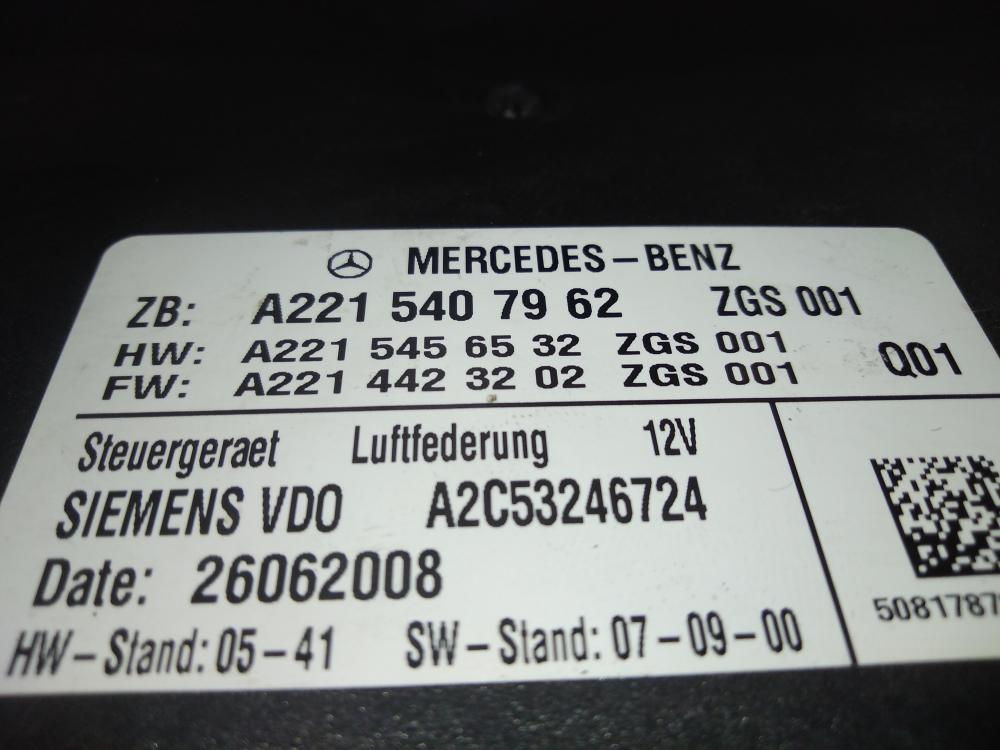 MERCEDES-BENZ
ZB: A221 540 79 62 ZGS 001
HW: A221 545 65 32 ZGS 001
FW: A221 442 32 02 ZGS 001 Q01
Steuergeraet Luftfederung 12V
SIEMENS VDO A2C53246724
Date: 26062008
HW-Stand: 05-41 SW-Stand: 07-09-00